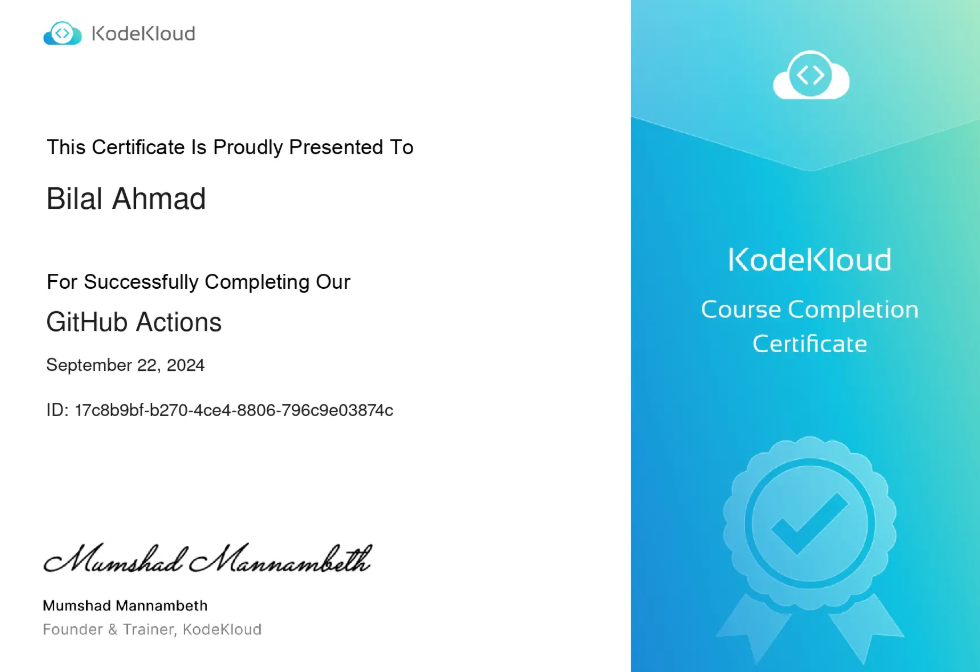 KodeKloud
This Certificate Is Proudly Presented To
Bilal Ahmad
For Successfully Completing Our
GitHub Actions
September 22, 2024
ID: 17c8b9bf-b270-4ce4-8806-796c9e03874c
Mumshad Mannambeth
Mumshad Mannambeth
Founder & Trainer, KodeKloud
KodeKloud
Course Completion
Certificate